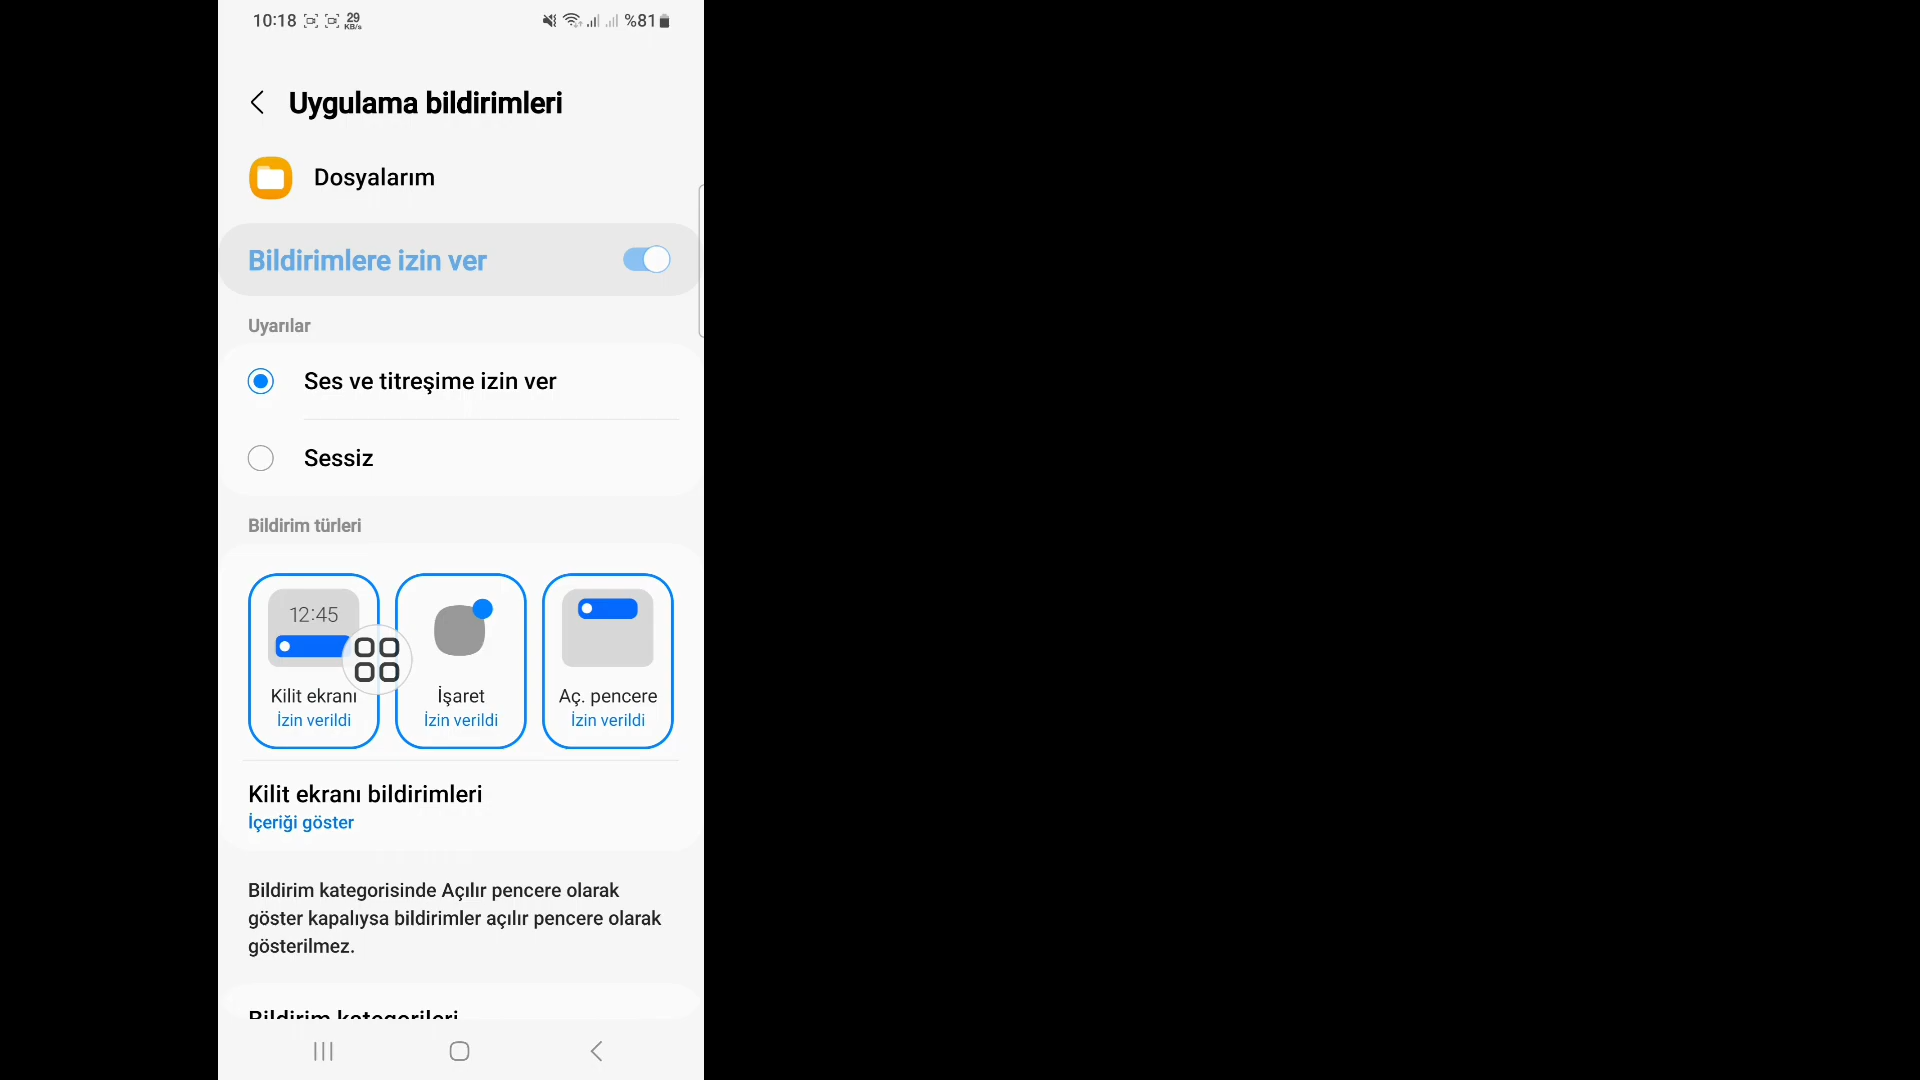 10:18 29 KB/s %81
Uygulama bildirimleri
Dosyalarım
Bildirimlere izin ver
Uyarılar
Ses ve titreşime izin ver
Sessiz
Bildirim türleri
12:45
Kilit ekranı İşaret Aç. pencere
İzin verildi İzin verildi İzin verildi
Kilit ekranı bildirimleri
İçeriği göster
Bildirim kategorisinde Açılır pencere olarak
göster kapalıysa bildirimler açılır pencere olarak
gösterilmez.
Bildirim kategorileri